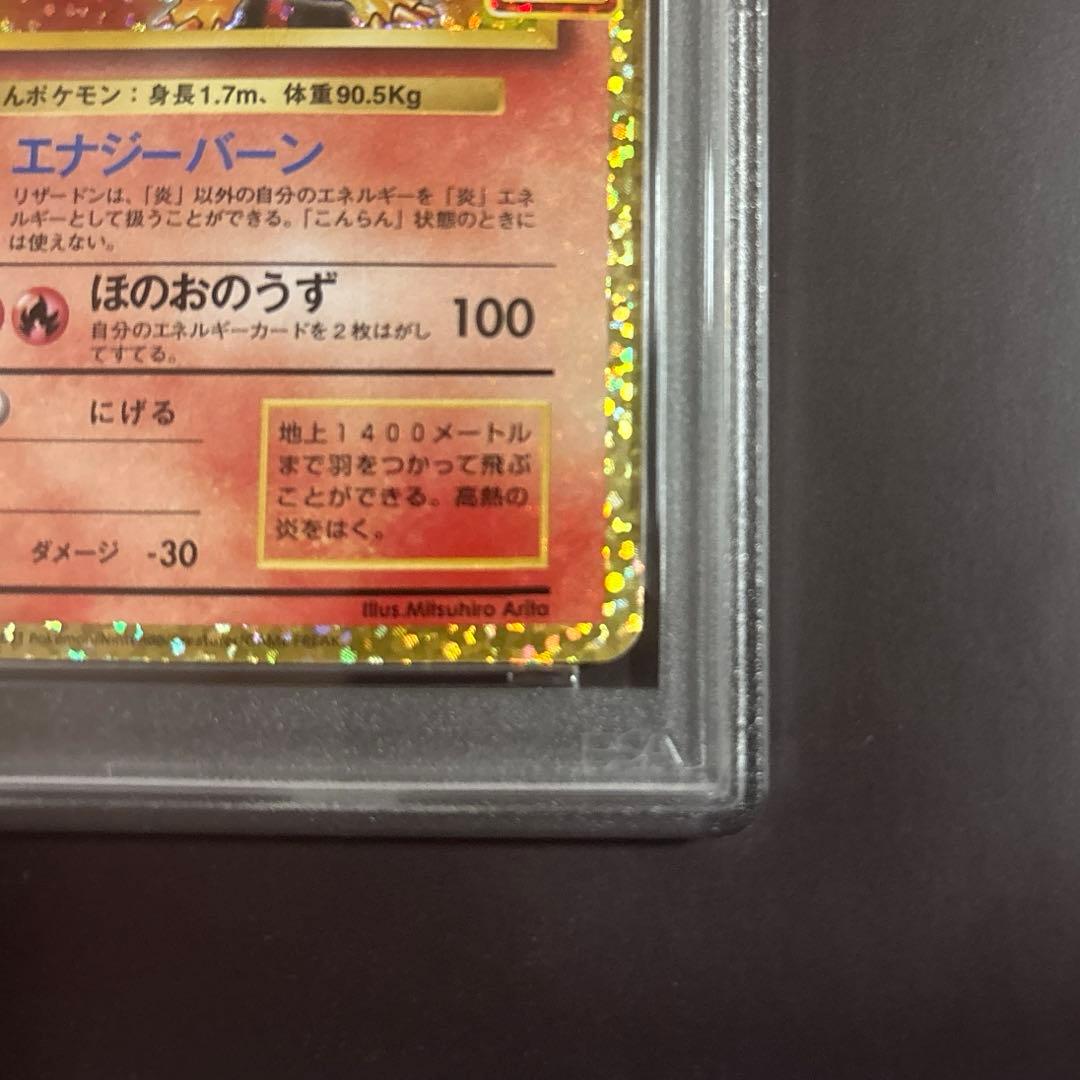 んポケモン：身長1.7m、体重90.5Kg
エナジーバーン
リザードンは、「炎」以外の自分のエネルギーを「炎」エネ
ルギーとして扱うことができる。「こんらん」状態のときに
は使えない。
ほのおのうず 100
自分のエネルギーカードを２枚はがし
てすてる。
にげる
地上１４００メートル
まで羽をつかって飛ぶ
ことができる。高熱の
炎をはく。
ダメージ -30
Illus.Mitsuhiro Arita
PSA